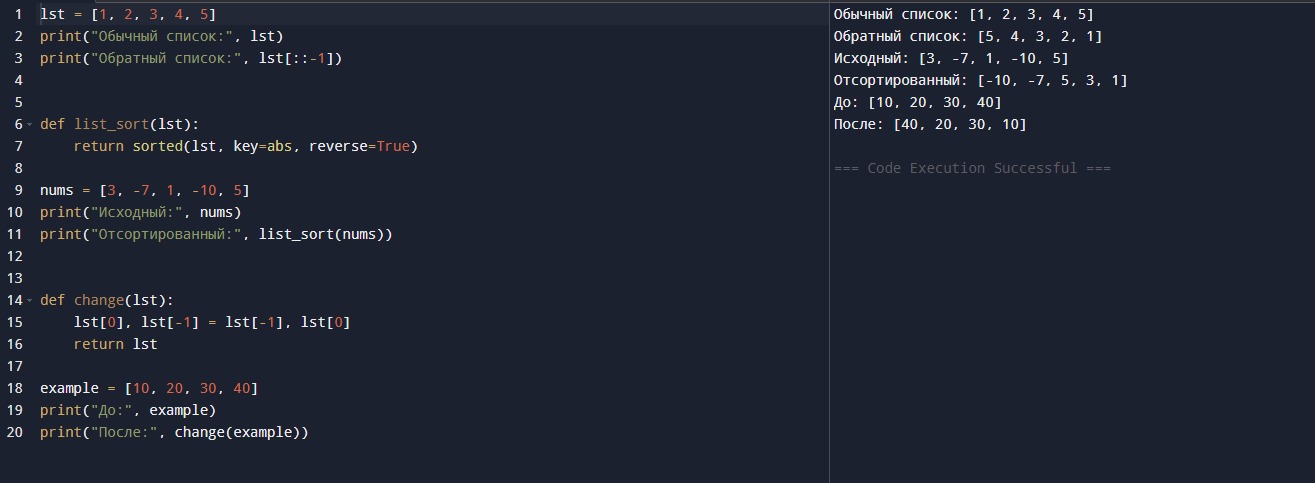 1 lst = [1, 2, 3, 4, 5]
2 print("Обычный список:", lst)
3 print("Обратный список:", lst[::-1])
4
5
6 def list_sort(lst):
7     return sorted(lst, key=abs, reverse=True)
8
9 nums = [3, -7, 1, -10, 5]
10 print("Исходный:", nums)
11 print("Отсортированный:", list_sort(nums))
12
13
14 def change(lst):
15     lst[0], lst[-1] = lst[-1], lst[0]
16     return lst
17
18 example = [10, 20, 30, 40]
19 print("До:", example)
20 print("После:", change(example))
Обычный список: [1, 2, 3, 4, 5]
Обратный список: [5, 4, 3, 2, 1]
Исходный: [3, -7, 1, -10, 5]
Отсортированный: [-10, -7, 5, 3, 1]
До: [10, 20, 30, 40]
После: [40, 20, 30, 10]
=== Code Execution Successful ===